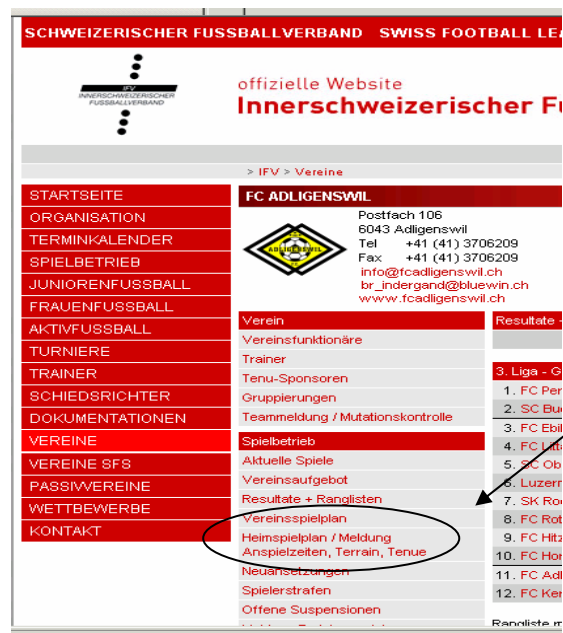 SCHWEIZERISCHER FUSSBALLVERBAND SWISS FOOTBALL LEA
IFV
INNERSCHWEIZERISCHER
FUSSBALLVERBAND
offizielle Website
Innerschweizerischer Fu
> IFV > Vereine
STARTSEITE
ORGANISATION
TERMINKALENDER
SPIELBETRIEB
JUNIORENFUSSBALL
FRAUENFUSSBALL
AKTIVFUSSBALL
TURNIERE
TRAINER
SCHIEDSRICHTER
DOKUMENTATIONEN
VEREINE
VEREINE SFS
PASSIVVEREINE
WETTBEWERBE
KONTAKT
FC ADLIGENSWIL
ADLIGENSWIL
Postfach 106
6043 Adligenswil
Tel +41 (41) 3706209
Fax +41 (41) 3706209
info@fcadligenswil.ch
br_indergand@bluewin.ch
www.fcadligenswil.ch
Verein
Vereinsfunktionäre
Trainer
Tenu-Sponsoren
Gruppierungen
Teammeldung / Mutationskontrolle
Spielbetrieb
Aktuelle Spiele
Vereinsaufgebot
Resultate + Ranglisten
Vereinsspielplan
Heimspielplan / Meldung
Anspielzeiten, Terrain, Tenue
Neuansetzungen
Spielerstrafen
Offene Suspensionen
Resultate -
3. Liga - G
1. FC Per
2. SC Bu
3. FC Ebil
4. FC Litt
5. SC Ob
6. Luzern
7. SK Ro
8. FC Rot
9. FC Hitz
10. FC Hor
11. FC Adl
12. FC Ker
Rangliste m